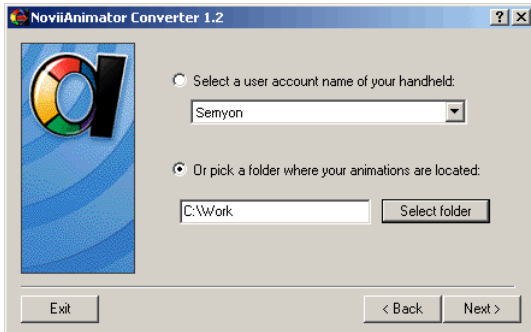 NoviiAnimator Converter 1.2
Select a user account name of your handheld:
Semyon
Or pick a folder where your animations are located:
C:\Work
Select folder
Exit
< Back
Next >